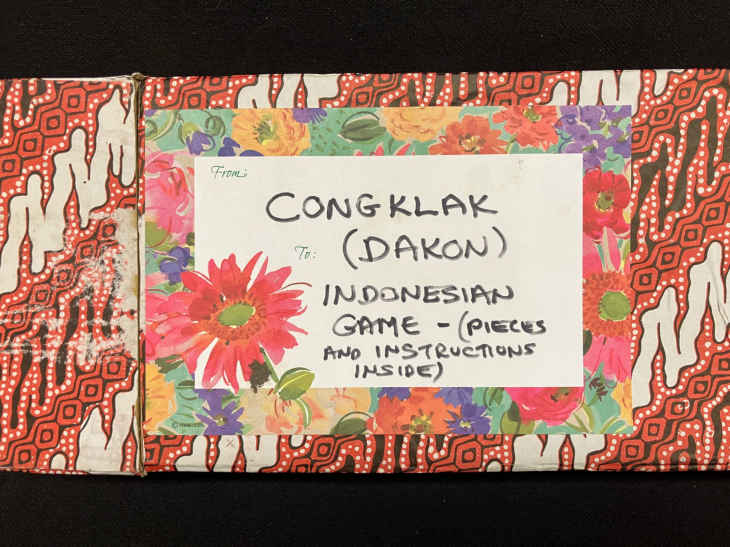 From:
CONGKLAK
To: (DAKON)
INDONESIAN
GAME - (PIECES
AND INSTRUCTIONS
INSIDE)